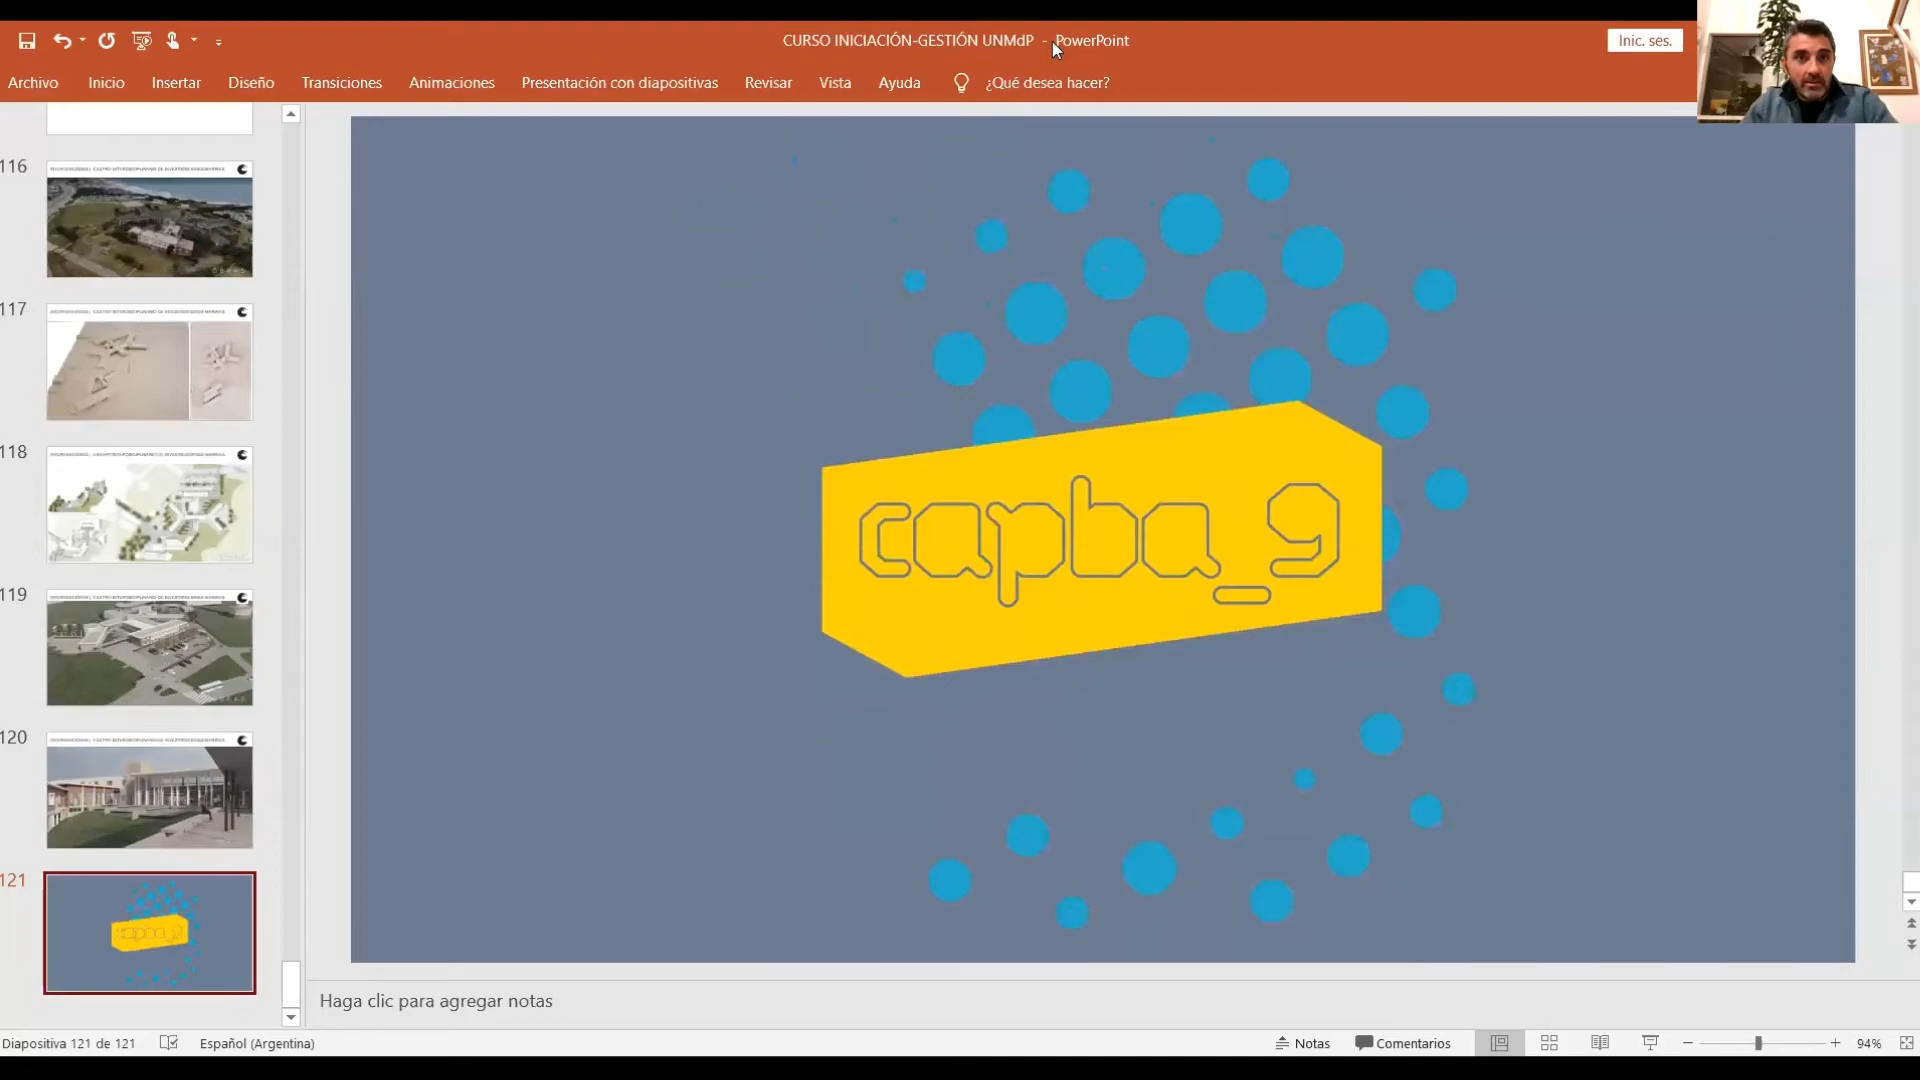 CURSO INICIACIÓN-GESTIÓN UNMdP - PowerPoint
Inic. ses.
Archivo Inicio Insertar Diseño Transiciones Animaciones Presentación con diapositivas Revisar Vista Ayuda ¿Qué desea hacer?
116
117
118
119
120
121
capba_9
Haga clic para agregar notas
Diapositiva 121 de 121 Español (Argentina) Notas Comentarios 94%